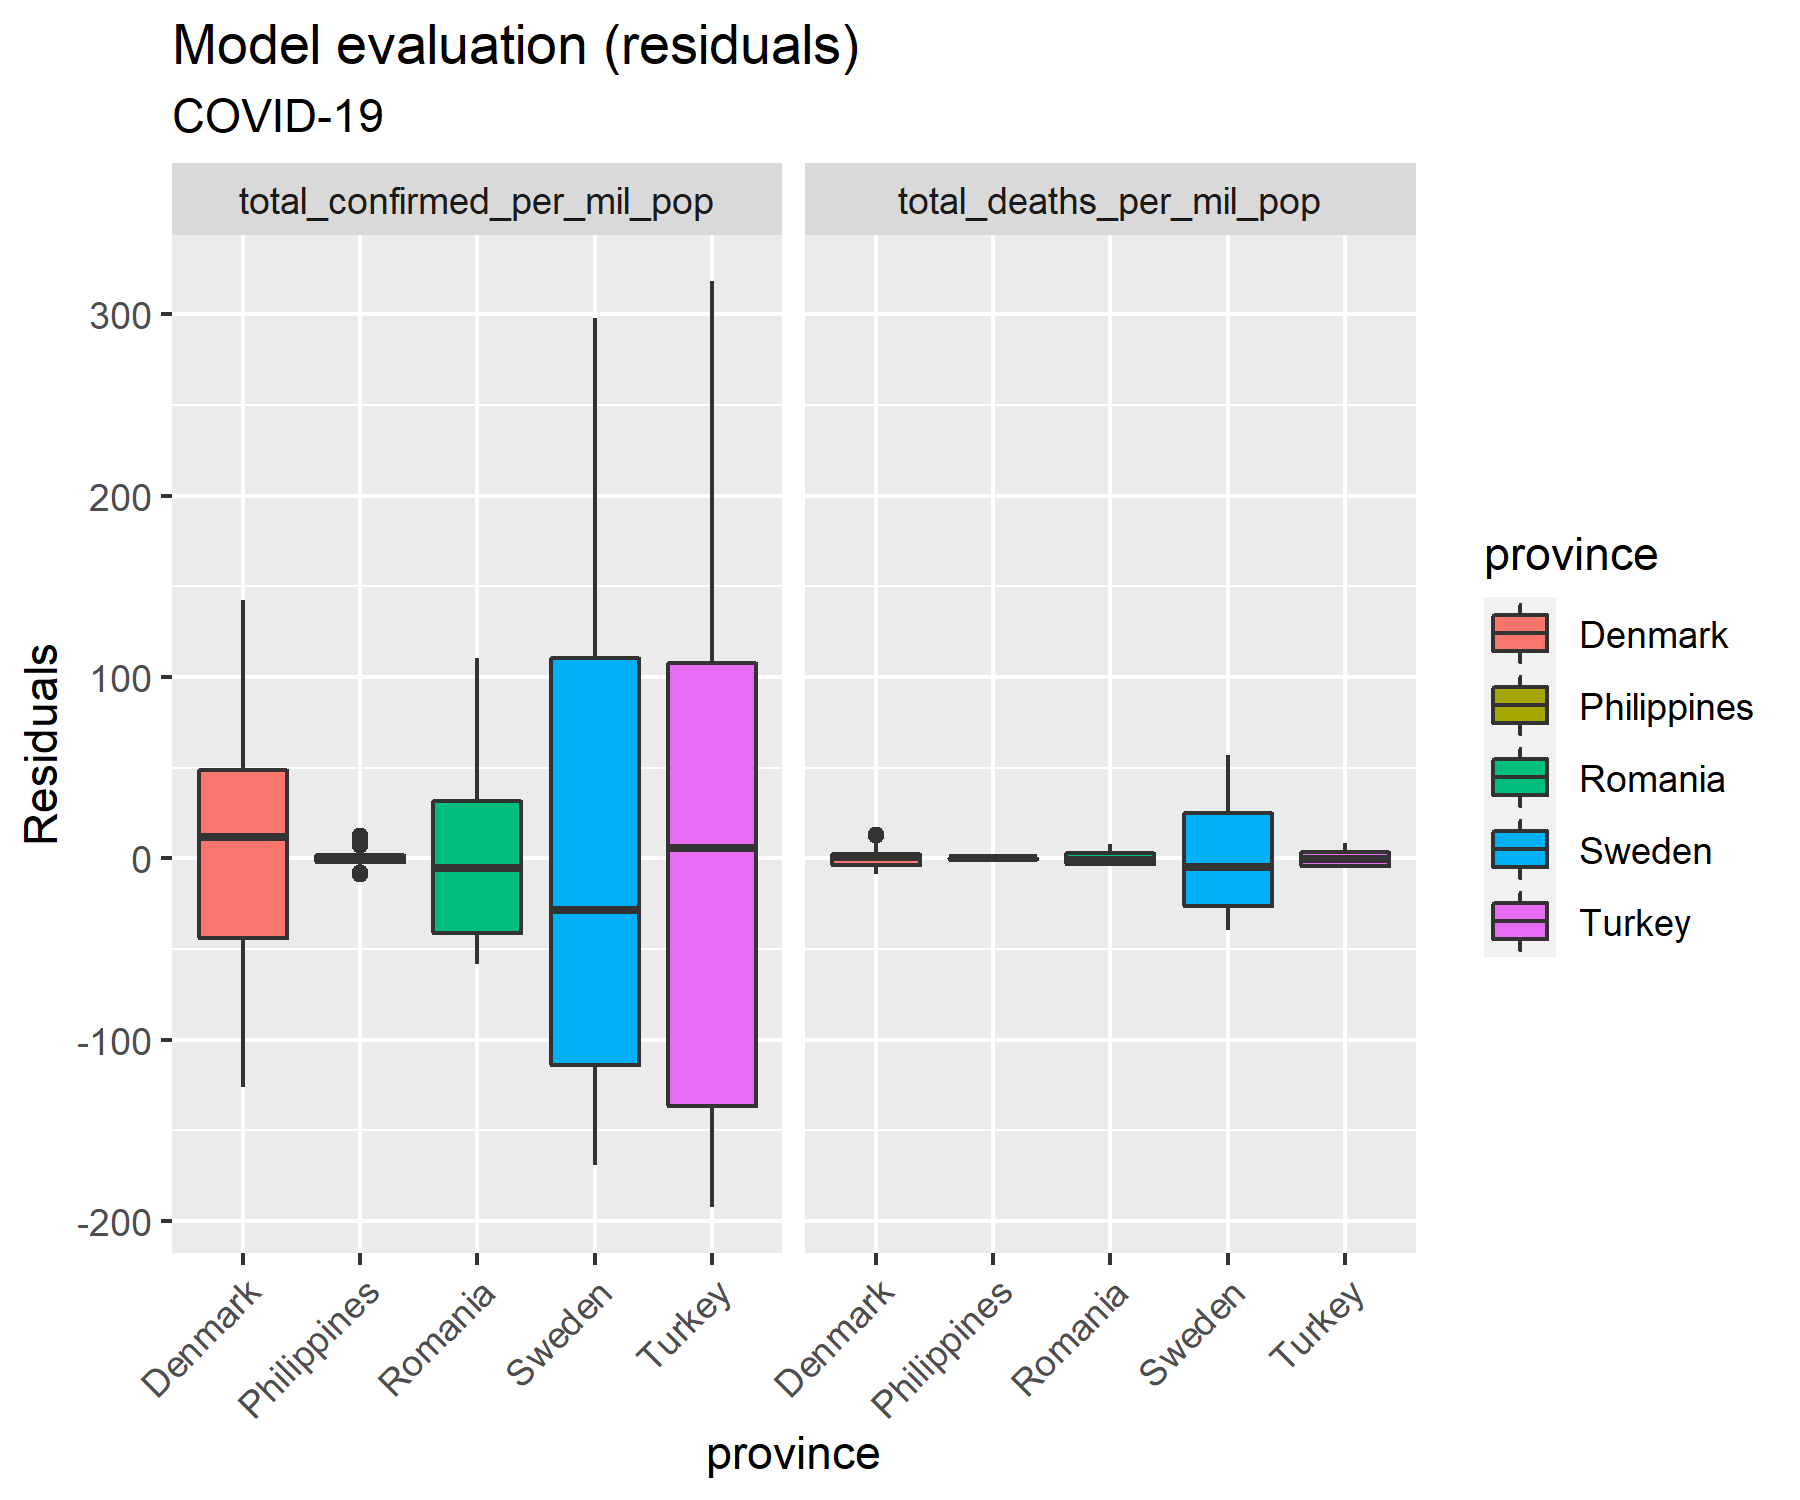 Model evaluation (residuals)
COVID-19
total_confirmed_per_mil_pop
total_deaths_per_mil_pop
Residuals
300
200
100
0
-100
-200
Denmark
Philippines
Romania
Sweden
Turkey
Denmark
Philippines
Romania
Sweden
Turkey
province
province
Denmark
Philippines
Romania
Sweden
Turkey